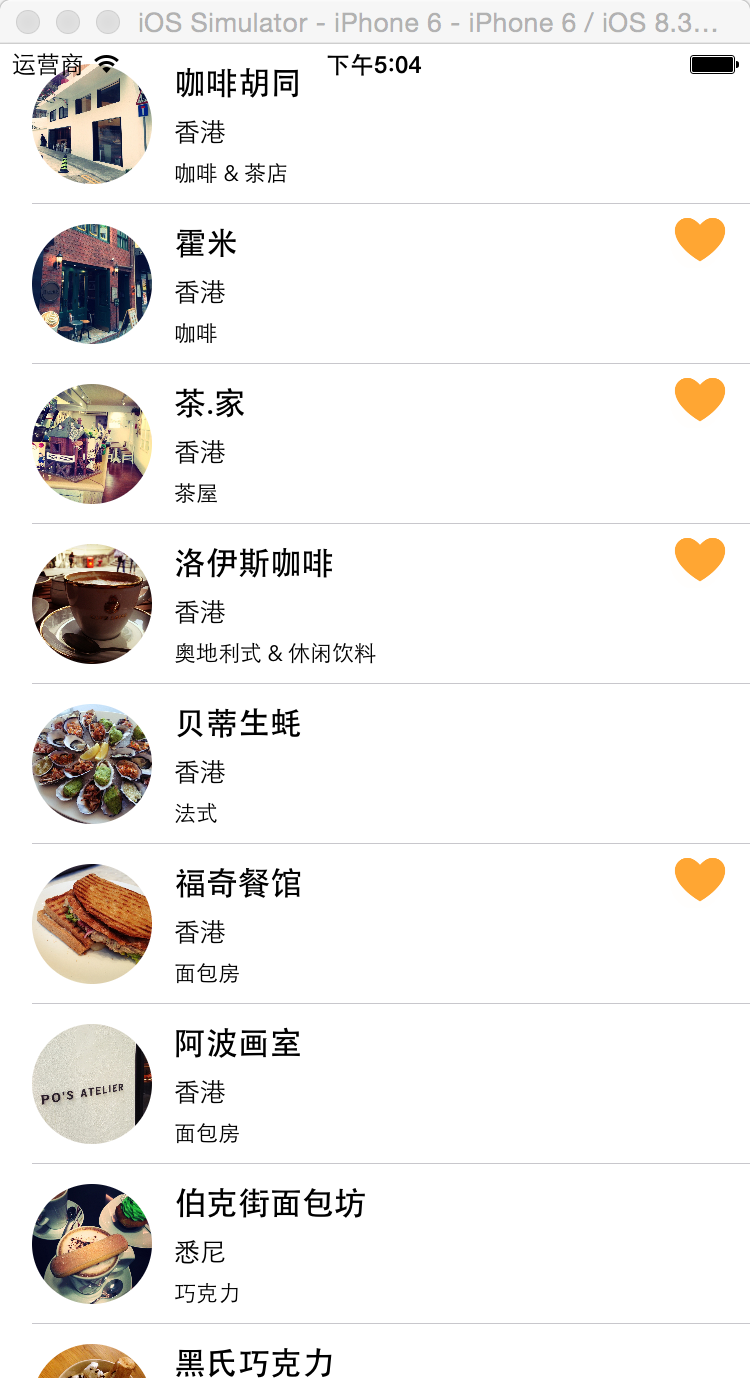 iOS Simulator - iPhone 6 - iPhone 6 / iOS 8.3…
运营商 下午5:04
咖啡胡同
香港
咖啡 & 茶店
霍米
香港
咖啡
茶.家
香港
茶屋
洛伊斯咖啡
香港
奥地利式 & 休闲饮料
贝蒂生蚝
香港
法式
福奇餐馆
香港
面包房
PO'S ATELIER
阿波画室
香港
面包房
伯克街面包坊
悉尼
巧克力
黑氏巧克力